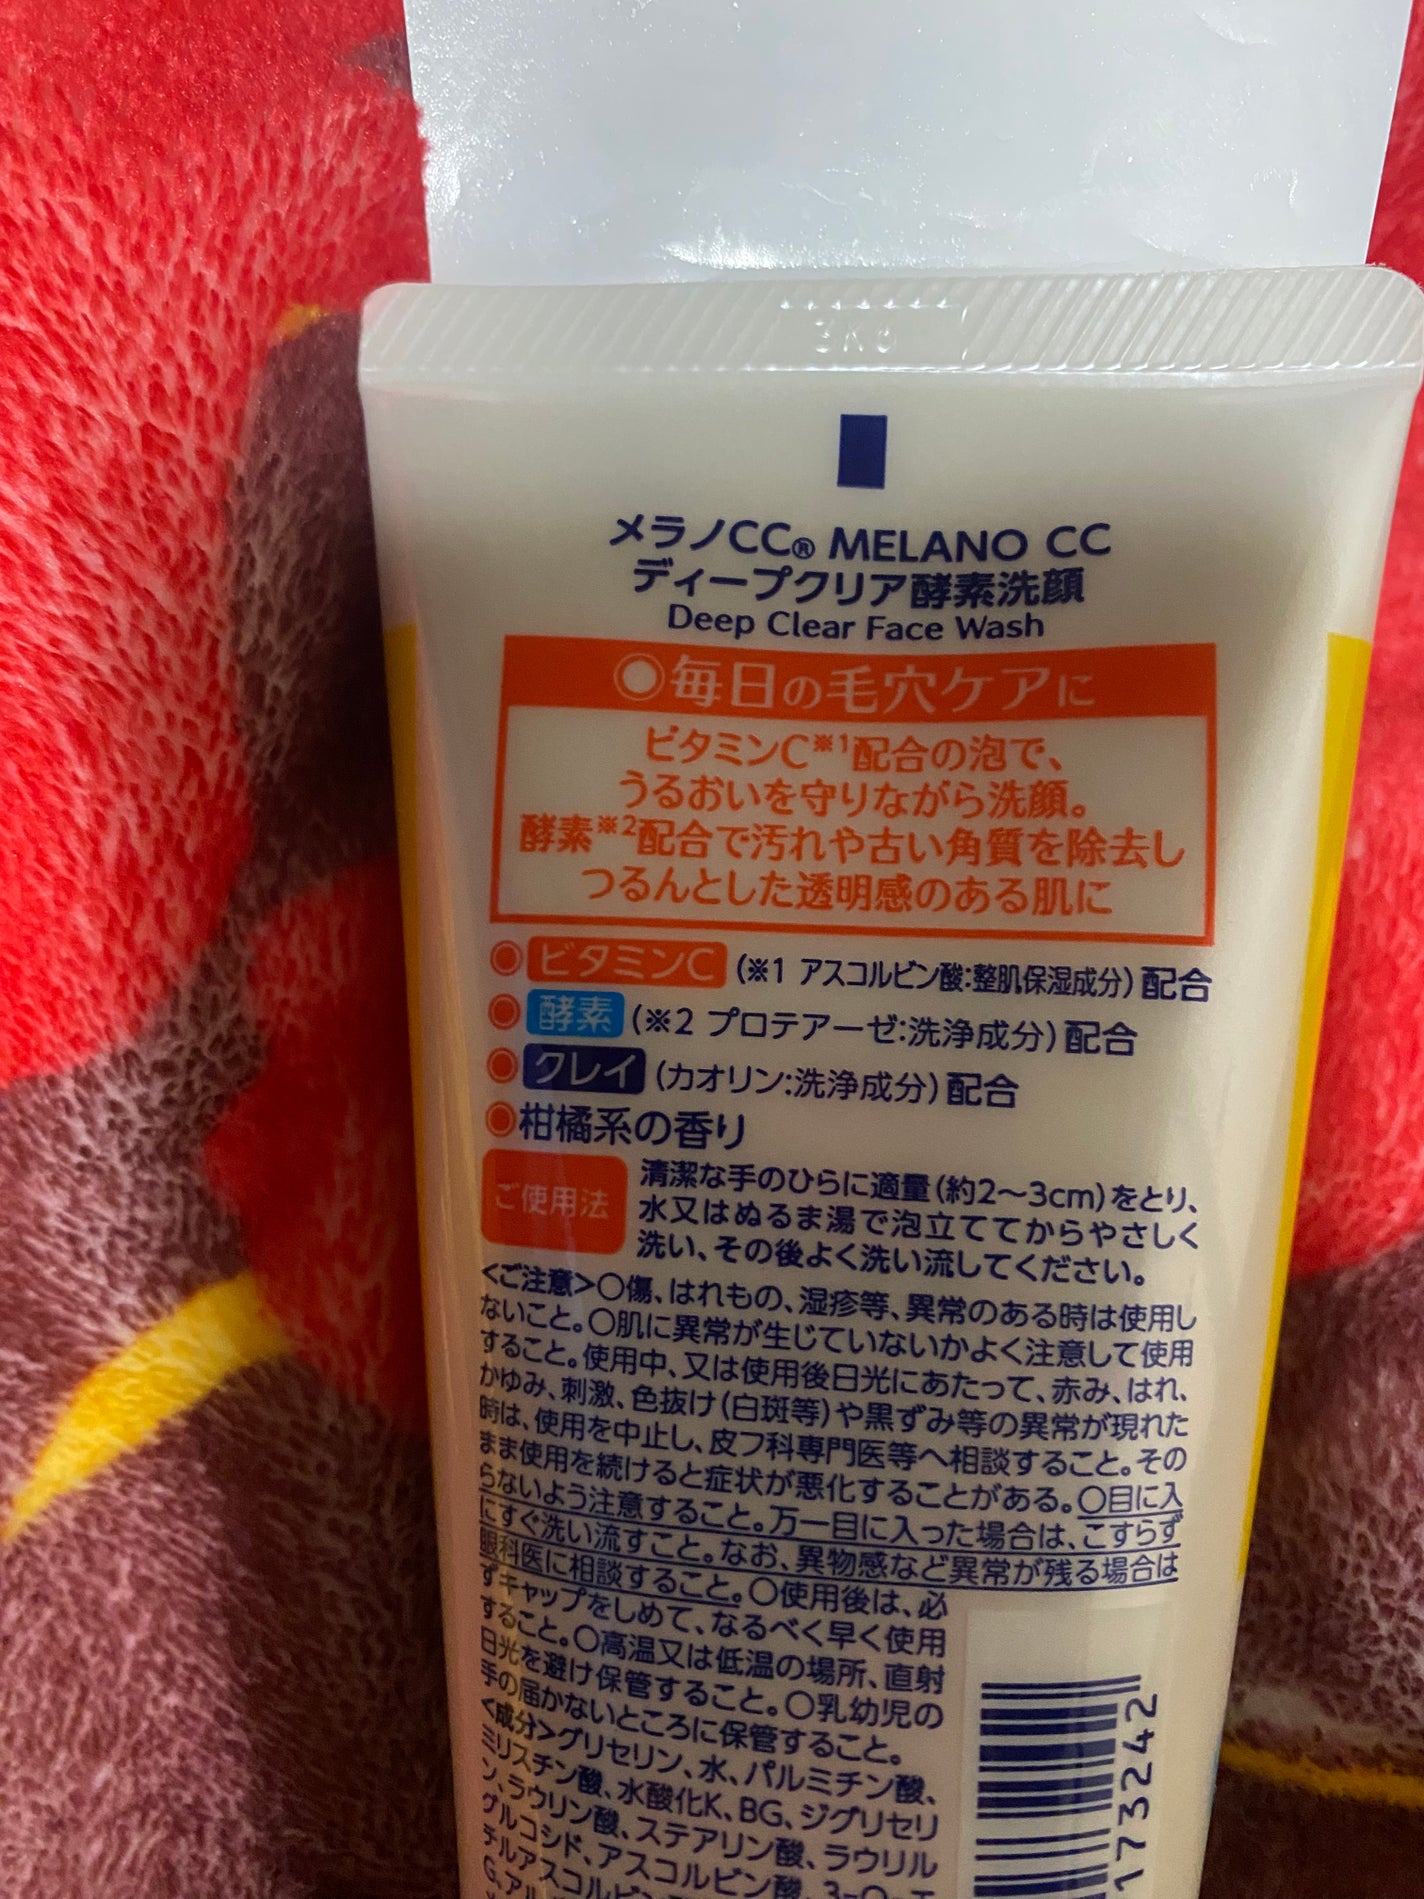 3K6
メラノCC® MELANO CC
ディープクリア酵素洗顔
Deep Clear Face Wash
◎毎日の毛穴ケアに
ビタミンC※1配合の泡で、
うるおいを守りながら洗顔。
酵素※2配合で汚れや古い角質を除去し
つるんとした透明感のある肌に
◉ビタミンC(※1 アスコルビン酸:整肌保湿成分)配合
◉酵素(※2 プロテアーゼ:洗浄成分)配合
◉クレイ(カオリン:洗浄成分)配合
◉柑橘系の香り
ご使用法
清潔な手のひらに適量(約2〜3cm)をとり、
水又はぬるま湯で泡立ててからやさしく
洗い、その後よく洗い流してください。
<ご注意>○傷、はれもの、湿疹等、異常のある時は使用し
ないこと。○肌に異常が生じていないかよく注意して使用
すること。使用中、又は使用後日光にあたって、赤み、はれ、
かゆみ、刺激、色抜け(白斑等)や黒ずみ等の異常が現れた
時は、使用を中止し、皮フ科専門医等へ相談すること。その
まま使用を続けると症状が悪化することがある。○目に入
らないよう注意すること。万一目に入った場合は、こすらず
にすぐ洗い流すこと。なお、異物感など異常が残る場合は
眼科医に相談すること。○使用後は、必
ずキャップをしめて、なるべく早く使用
すること。○高温又は低温の場所、直射
日光を避け保管すること。○乳幼児の
手の届かないところに保管すること。
<成分>グリセリン、水、パルミチン酸、
ミリスチン酸、水酸化K、BG、ジグリセリ
ン、ラウリン酸、ステアリン酸、ラウリル
グルコシド、アスコルビン酸、3-O-エ
チルアスコルビン酸
G、アル
173242